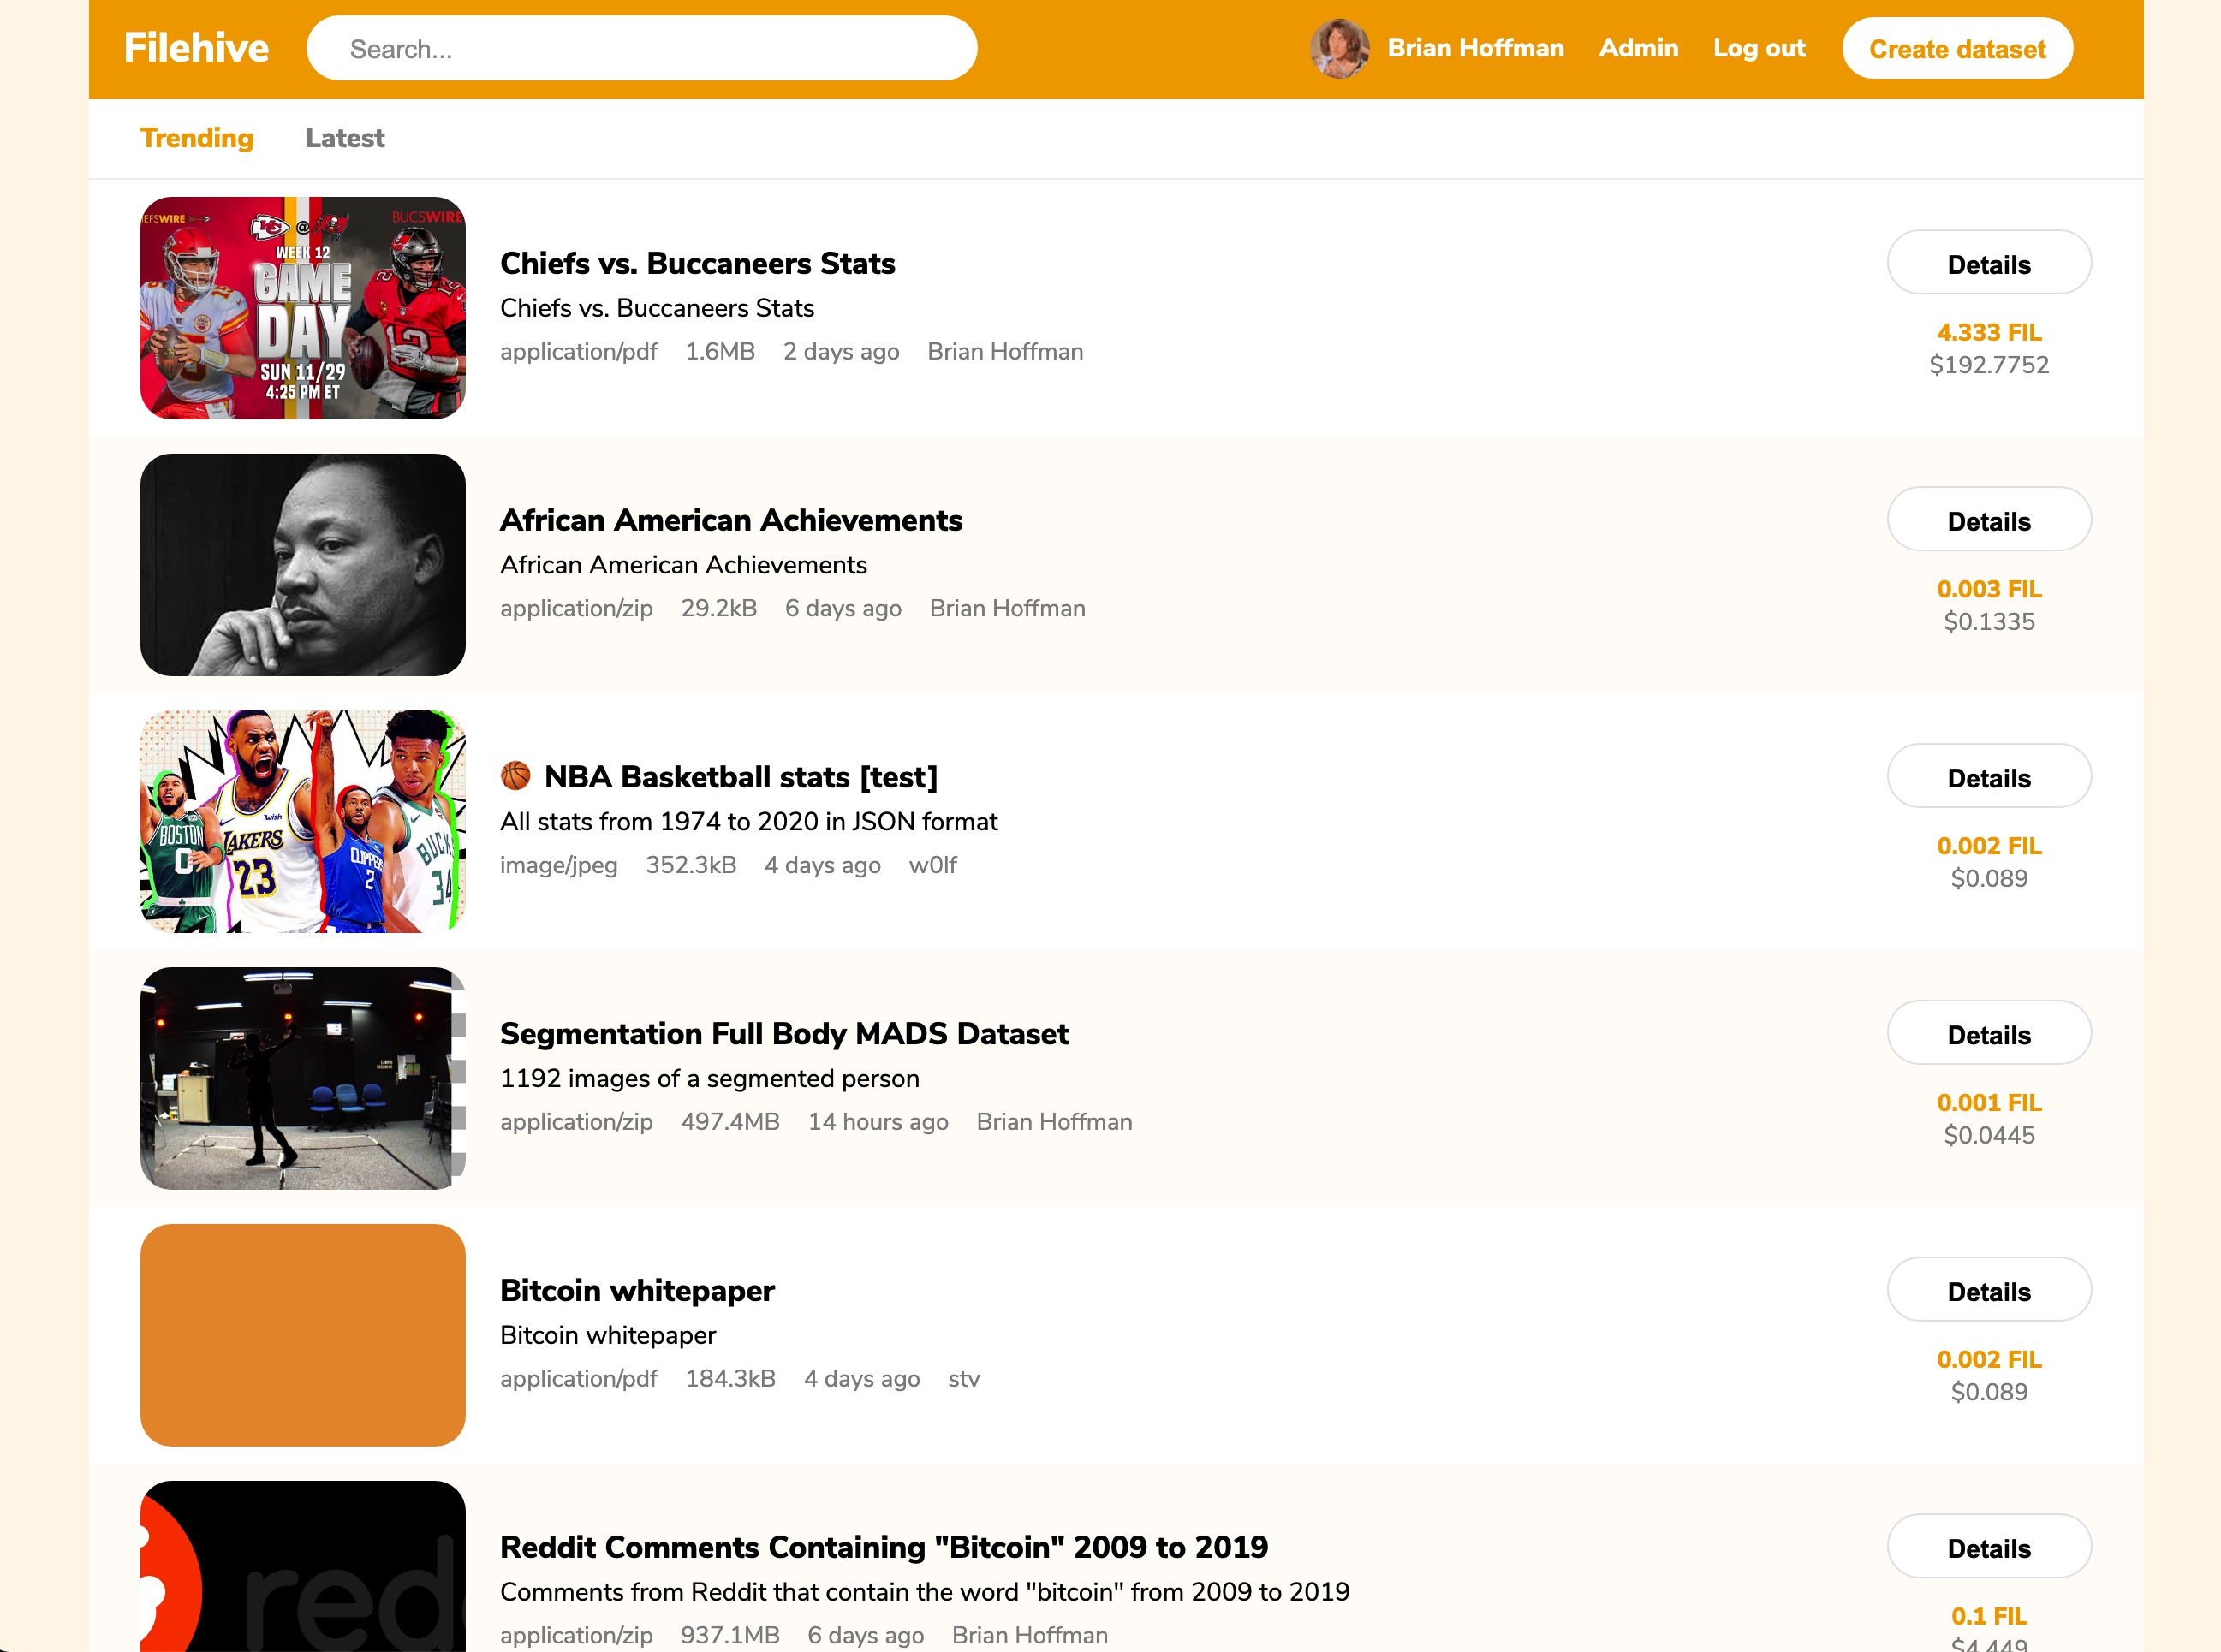 Filehive
Search...
Brian Hoffman
Admin
Log out
Create dataset
Trending
Latest
EFSWIRE
@
BUCSWIRE
WEEK 12
GAME
DAY
SUN 11/29
4:25 PM ET
Chiefs vs. Buccaneers Stats
Chiefs vs. Buccaneers Stats
application/pdf 1.6MB 2 days ago Brian Hoffman
Details
4.333 FIL
$192.7752
African American Achievements
African American Achievements
application/zip 29.2kB 6 days ago Brian Hoffman
Details
0.003 FIL
$0.1335
BOSTON
0
wish
LAKERS
23
CLIPPERS
2
BUCK
34
🏀 NBA Basketball stats [test]
All stats from 1974 to 2020 in JSON format
image/jpeg 352.3kB 4 days ago w0lf
Details
0.002 FIL
$0.089
Segmentation Full Body MADS Dataset
1192 images of a segmented person
application/zip 497.4MB 14 hours ago Brian Hoffman
Details
0.001 FIL
$0.0445
Bitcoin whitepaper
Bitcoin whitepaper
application/pdf 184.3kB 4 days ago stv
Details
0.002 FIL
$0.089
red
Reddit Comments Containing "Bitcoin" 2009 to 2019
Comments from Reddit that contain the word "bitcoin" from 2009 to 2019
application/zip 937.1MB 6 days ago Brian Hoffman
Details
0.1 FIL
$4.449